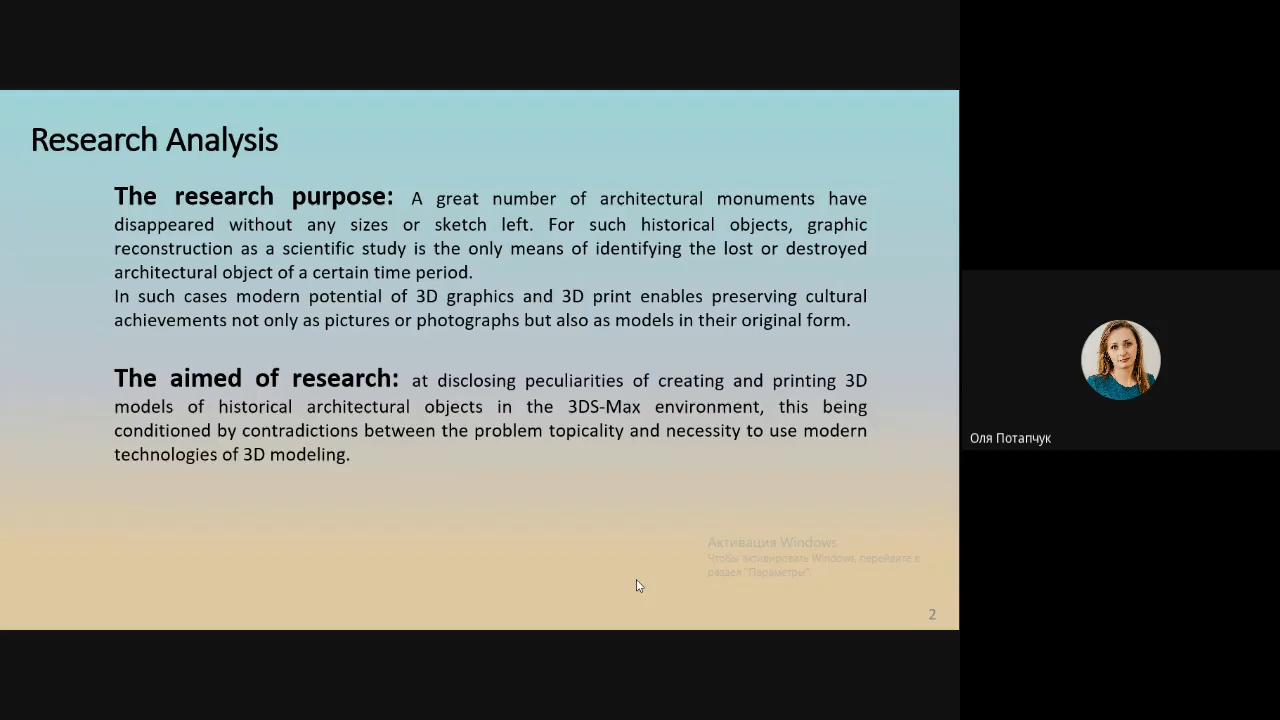 Research Analysis
The research purpose: A great number of architectural monuments have
disappeared without any sizes or sketch left. For such historical objects, graphic
reconstruction as a scientific study is the only means of identifying the lost or destroyed
architectural object of a certain time period.
In such cases modern potential of 3D graphics and 3D print enables preserving cultural
achievements not only as pictures or photographs but also as models in their original form.
The aimed of research: at disclosing peculiarities of creating and printing 3D
models of historical architectural objects in the 3DS-Max environment, this being
conditioned by contradictions between the problem topicality and necessity to use modern
technologies of 3D modeling.
Активация Windows
Чтобы активировать Windows, перейдите в
раздел "Параметры".
2
Оля Потапчук